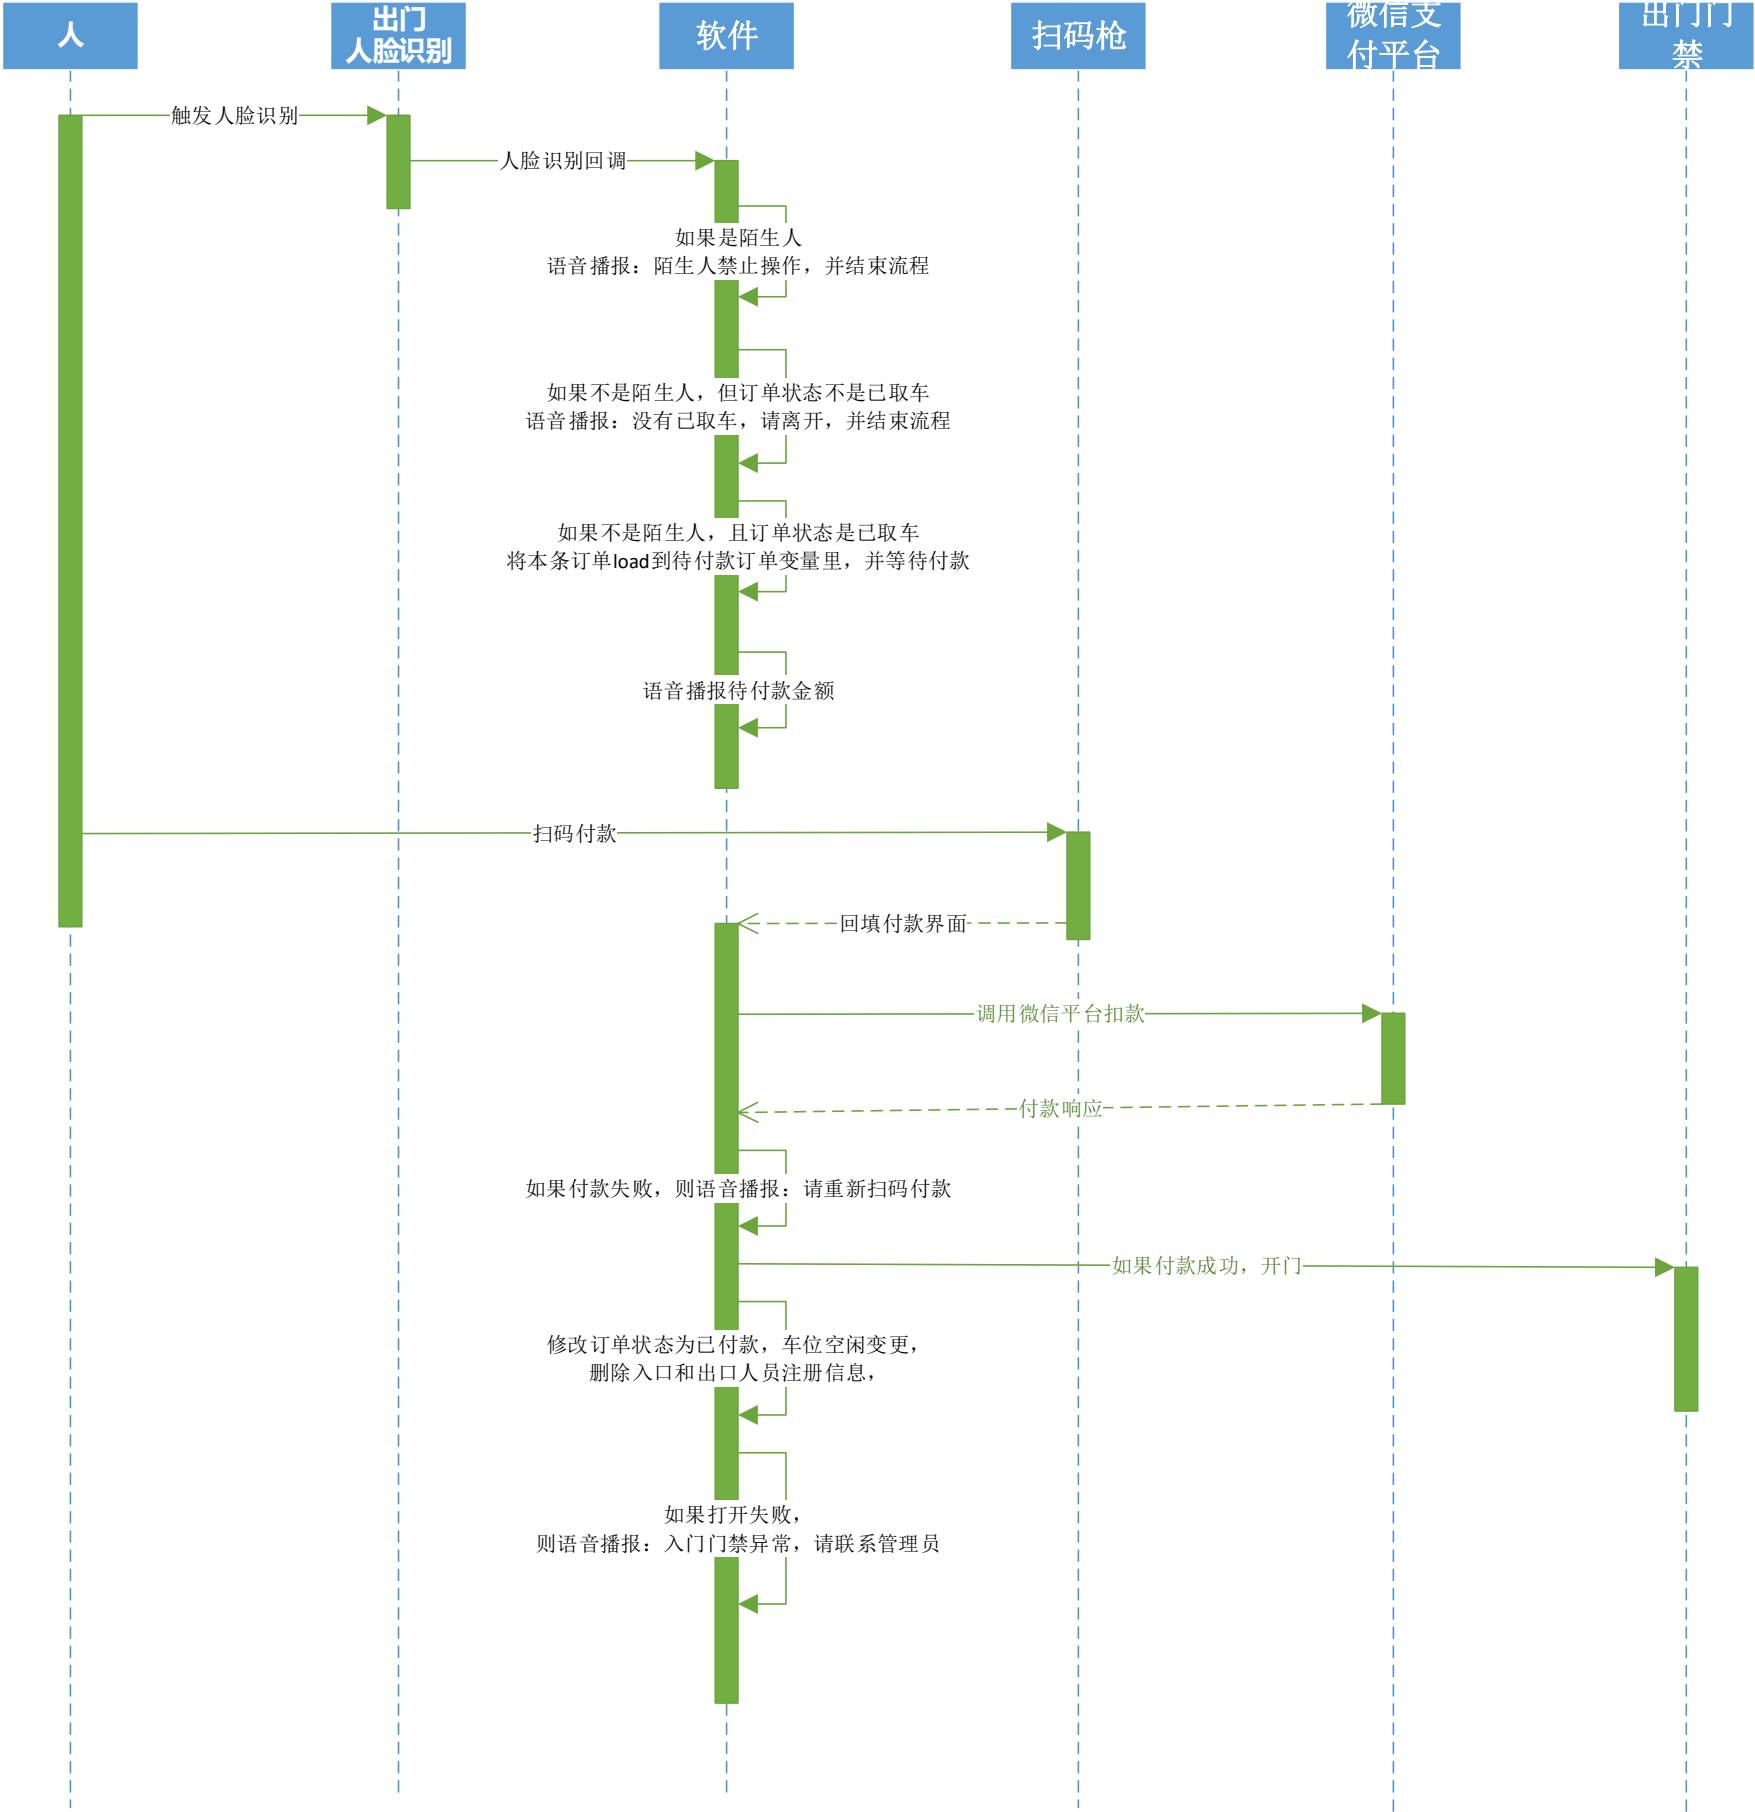 人
出门
人脸识别
软件
扫码枪
微信支
付平台
出门门
禁
触发人脸识别
人脸识别回调
如果是陌生人
语音播报：陌生人禁止操作，并结束流程
如果不是陌生人，但订单状态不是已取车
语音播报：没有已取车，请离开，并结束流程
如果不是陌生人，且订单状态是已取车
将本条订单load到待付款订单变量里，并等待付款
语音播报待付款金额
扫码付款
回填付款界面
调用微信平台扣款
付款响应
如果付款失败，则语音播报：请重新扫码付款
如果付款成功，开门
修改订单状态为已付款，车位空闲变更，
删除入口和出口人员注册信息，
如果打开失败，
则语音播报：入门门禁异常，请联系管理员